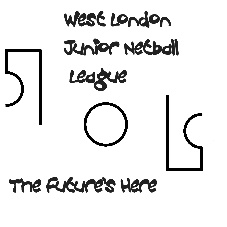 West London
Junior Netball
League
The Future's Here